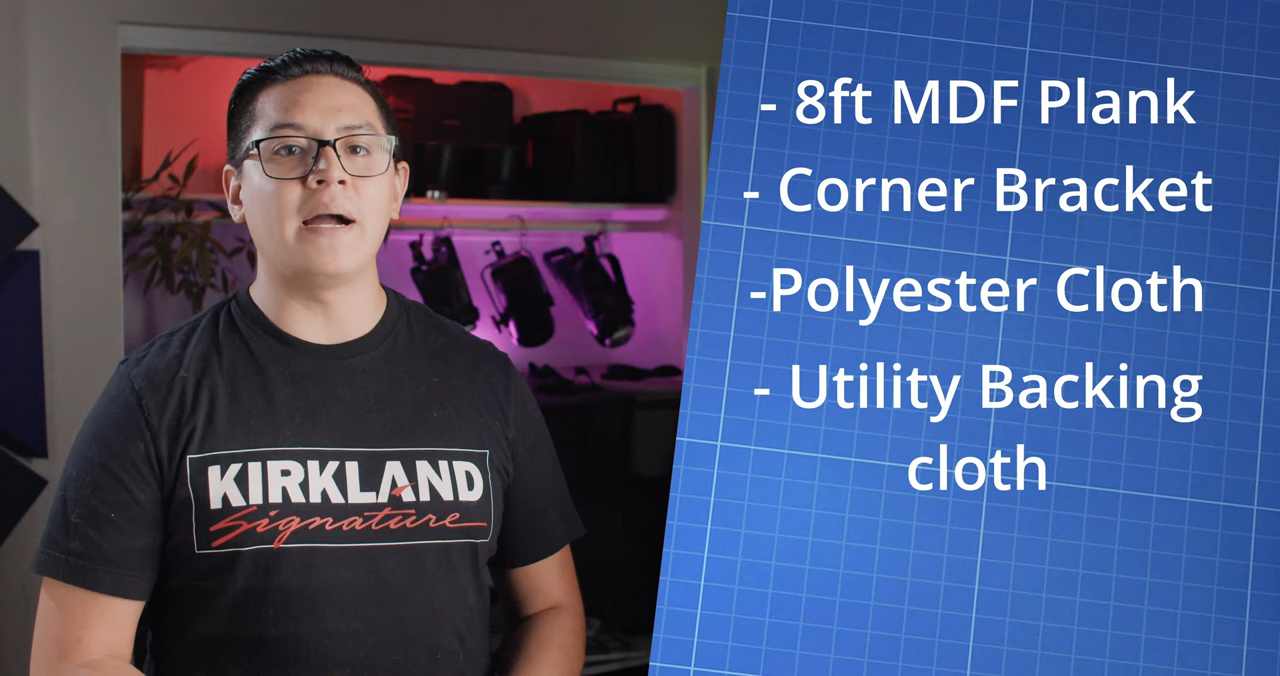 - 8ft MDF Plank
- Corner Bracket
-Polyester Cloth
- Utility Backing
cloth
KIRKLAND
Signature